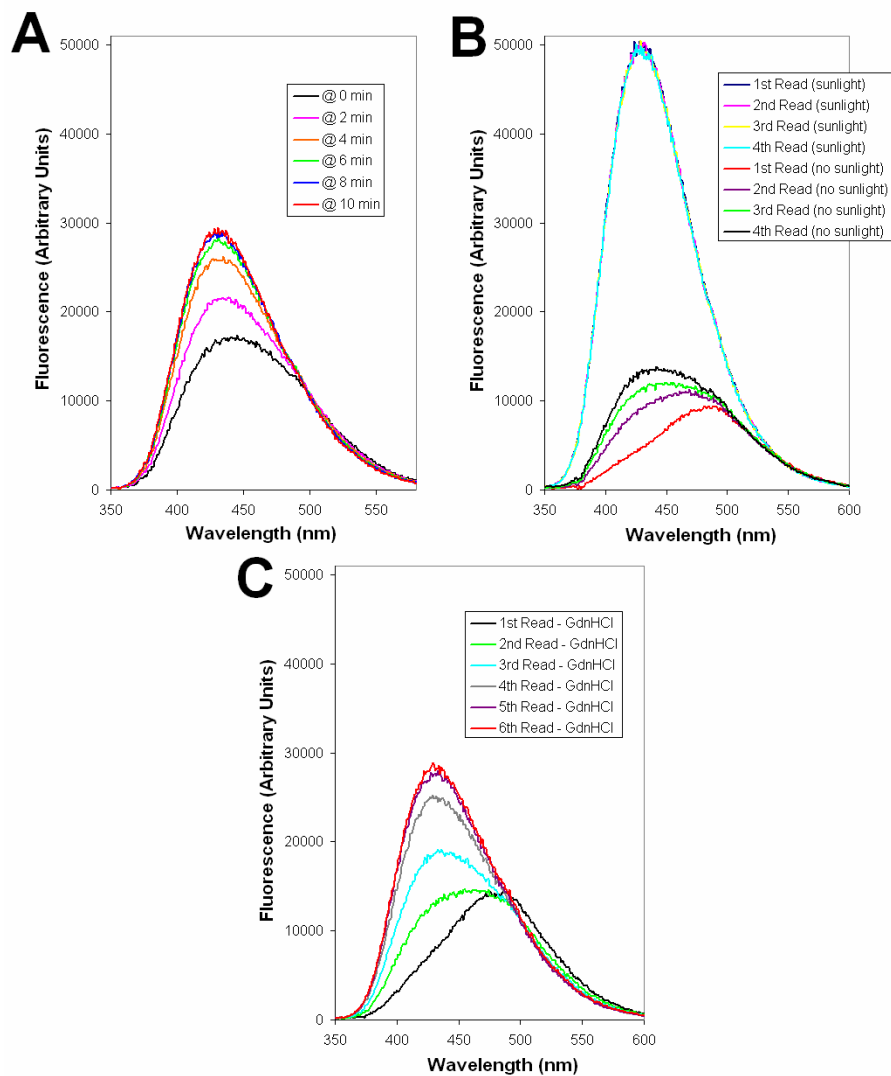 A
50000
40000
30000
20000
10000
0
Fluorescence (Arbitrary Units)
350
400
450
500
550
Wavelength (nm)
@ 0 min
@ 2 min
@ 4 min
@ 6 min
@ 8 min
@ 10 min
B
50000
40000
30000
20000
10000
0
Fluorescence (Arbitrary Units)
350
400
450
500
550
600
Wavelength (nm)
1st Read (sunlight)
2nd Read (sunlight)
3rd Read (sunlight)
4th Read (sunlight)
1st Read (no sunlight)
2nd Read (no sunlight)
3rd Read (no sunlight)
4th Read (no sunlight)
C
50000
40000
30000
20000
10000
0
Fluorescence (Arbitrary Units)
350
400
450
500
550
600
Wavelength (nm)
1st Read - GdnHCl
2nd Read - GdnHCl
3rd Read - GdnHCl
4th Read - GdnHCl
5th Read - GdnHCl
6th Read - GdnHCl